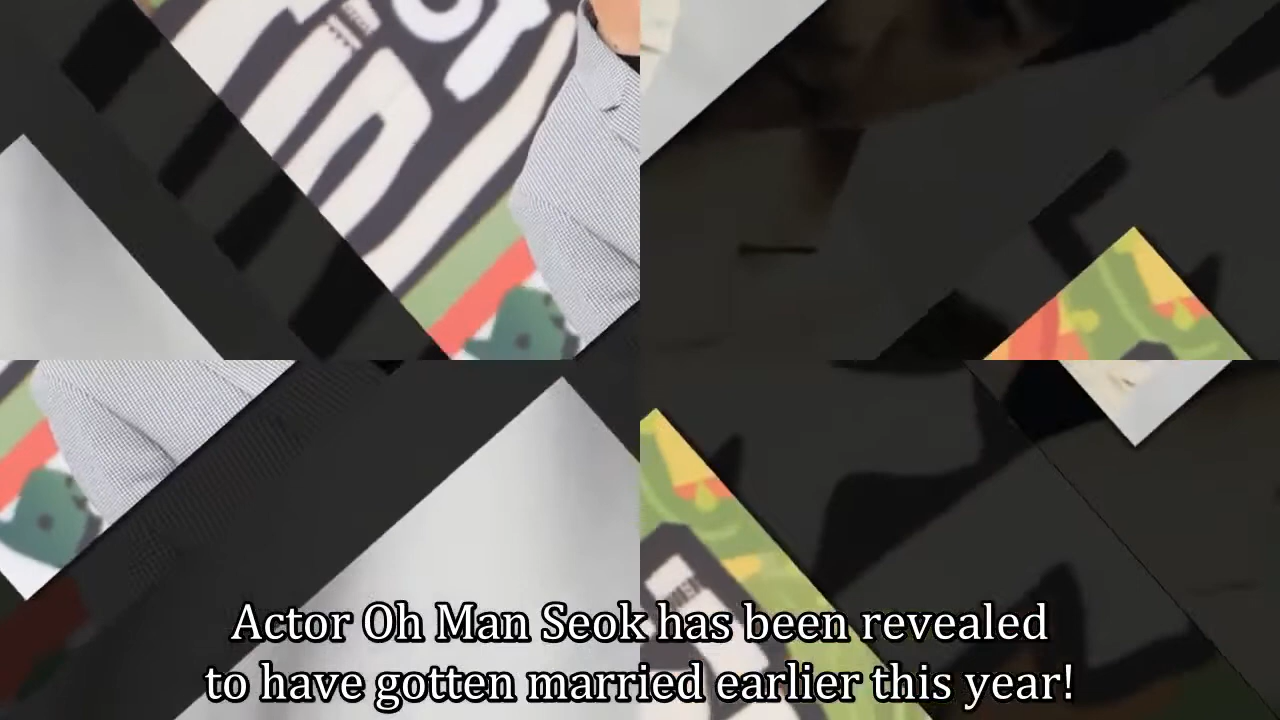 Actor Oh Man Seok has been revealed
to have gotten married earlier this year!